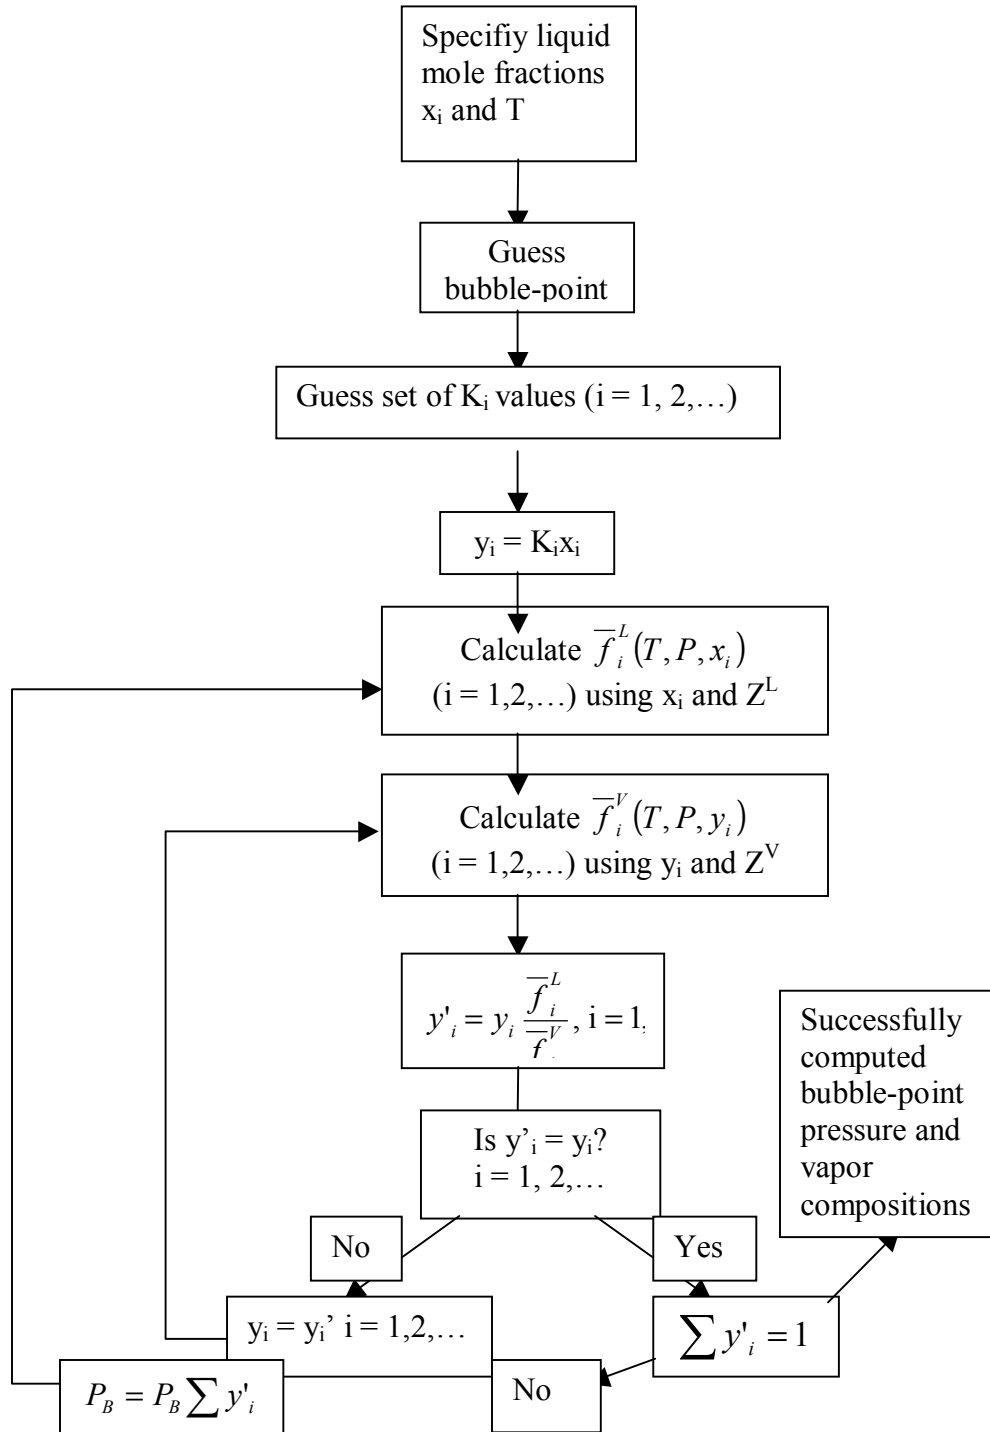 Specifiy liquid
mole fractions
xᵢ and T
Guess
bubble-point
Guess set of Kᵢ values (i = 1, 2,…)
yᵢ = Kᵢxᵢ
Calculate f̅ᵢᴸ(T, P, xᵢ)
(i = 1,2,…) using xᵢ and Zᴸ
Calculate f̅ᵢⱽ(T, P, yᵢ)
(i = 1,2,…) using yᵢ and Zⱽ
y'ᵢ = yᵢ f̅ᵢᴸ / f̅ⱽ, i = 1,
Is y’ᵢ = yᵢ?
i = 1, 2,…
No
Yes
yᵢ = yᵢ’ i = 1,2,…
∑ y'ᵢ = 1
No
P_B = P_B ∑ y'ᵢ
Successfully
computed
bubble-point
pressure and
vapor
compositions